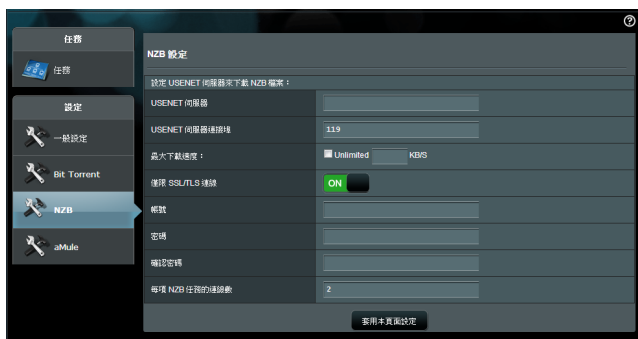 任務
任務
設定
一般設定
Bit Torrent
NZB
aMule
NZB 設定
設定 USENET 伺服器來下載 NZB 檔案：
USENET 伺服器
USENET 伺服器連接埠 119
最大下載速度： Unlimited KB/S
僅限 SSL/TLS 連線 ON
帳號
密碼
確認密碼
每項 NZB 任務的連線數 2
套用本頁面設定